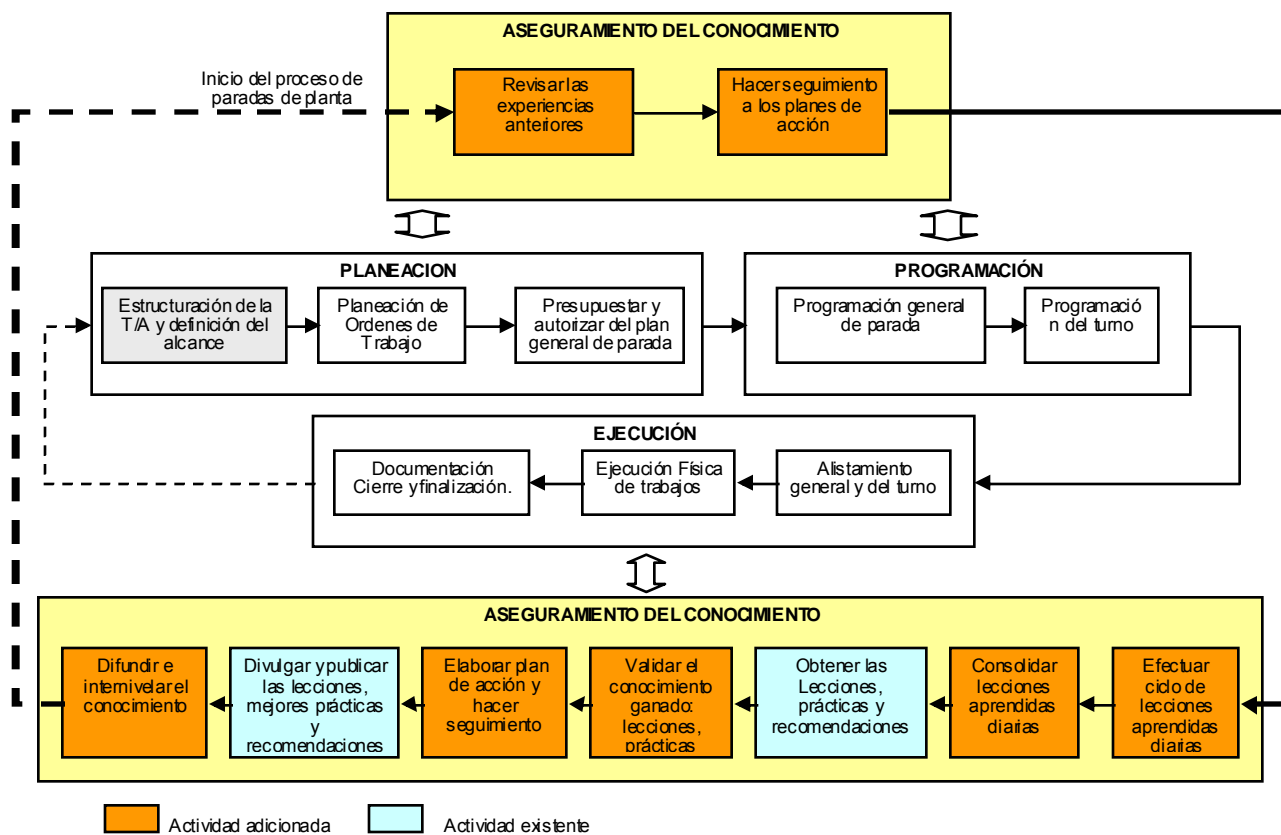 ASEGURAMIENTO DEL CONOCIMIENTO
Inicio del proceso de
paradas de planta
Revisar las
experiencias
anteriores
Hacer seguimiento
a los planes de
acción
PLANEACION
Estructuración de la
T/A y definición del
alcance
Planeación de
Ordenes de
Trabajo
Presupuestar y
autorizar del plan
general de parada
PROGRAMACIÓN
Programación general
de parada
Programació
n del turno
EJECUCIÓN
Documentación
Cierre y finalización.
Ejecución Física
de trabajos
Alistamiento
general y del turno
ASEGURAMIENTO DEL CONOCIMIENTO
Difundir e
internivelar el
conocimiento
Divulgar y publicar
las lecciones,
mejores prácticas
y
recomendaciones
Elaborar plan
de acción y
hacer
seguimiento
Validar el
conocimiento
ganado:
lecciones,
prácticas
Obtener las
Lecciones,
prácticas y
recomendaciones
Consolidar
lecciones
aprendidas
diarias
Efectuar
ciclo de
lecciones
aprendidas
diarias
Actividad adicionada
Actividad existente